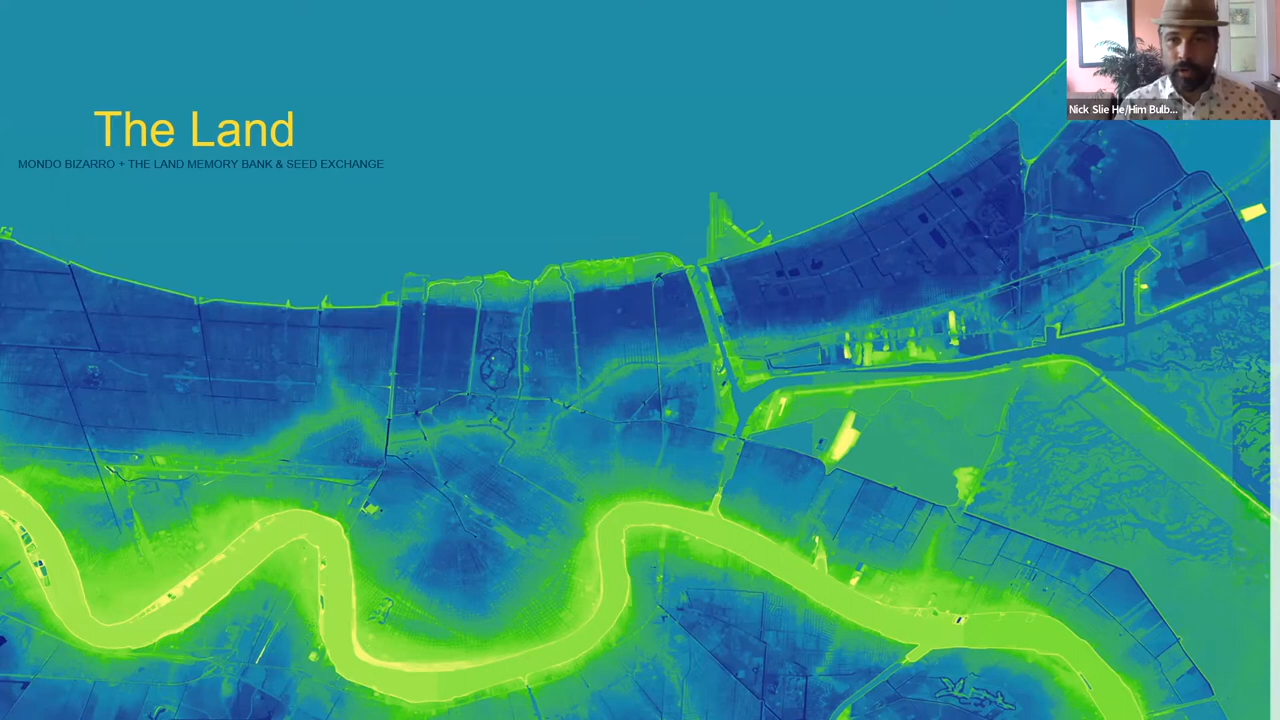 The Land
MONDO BIZARRO + THE LAND MEMORY BANK & SEED EXCHANGE
Nick Slie He/Him Bulb...